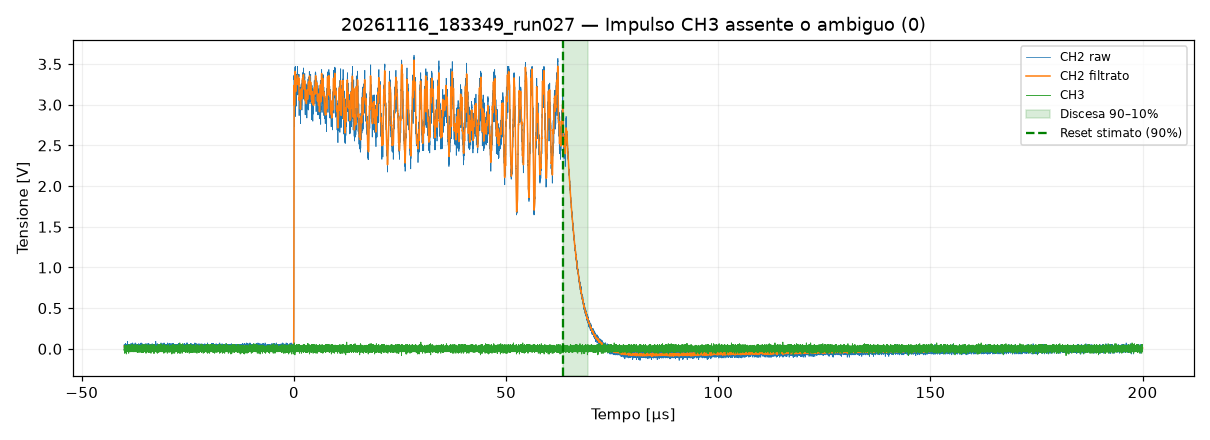 20261116_183349_run027 — Impulso CH3 assente o ambiguo (0)
Tensione [V]
3.5
3.0
2.5
2.0
1.5
1.0
0.5
0.0
CH2 raw
CH2 filtrato
CH3
Discesa 90–10%
Reset stimato (90%)
−50
0
50
100
150
200
Tempo [µs]